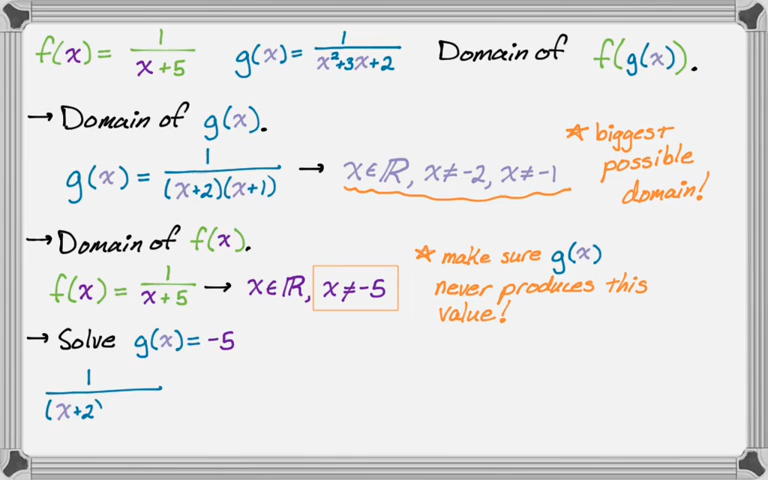 f(x) = 1/(x+5) g(x) = 1/(x²+3x+2) Domain of f(g(x)).
→ Domain of g(x).
g(x) = 1/((x+2)(x+1)) → x∈ℝ, x≠-2, x≠-1
☆ biggest
possible
domain!
→ Domain of f(x).
f(x) = 1/(x+5) → x∈ℝ, x≠-5
☆ make sure g(x)
never produces this
value!
→ Solve g(x) = -5
1/(x+2)